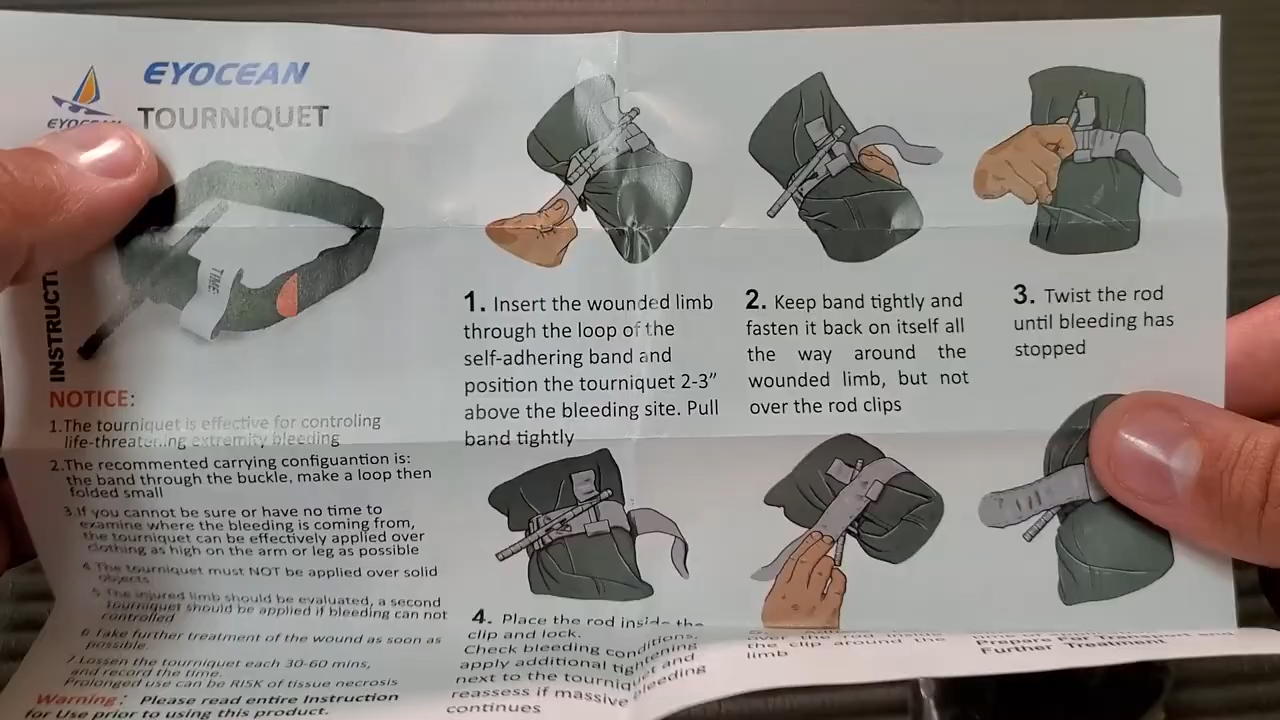 EYOCEAN
TOURNIQUET
TIME
NOTICE:
1.The tourniquet is effective for controling
life-threatening extremity bleeding
2.The recommented carrying configuantion is:
the band through the buckle, make a loop then
folded small
3.If you cannot be sure or have no time to
examine where the bleeding is coming from,
the tourniquet can be effectively applied over
clothing as high on the arm or leg as possible
4.The tourniquet must NOT be applied over solid
objects
5.The injured limb should be evaluated, a second
tourniquet should be applied if bleeding can not
controlled
6.Take further treatment of the wound as soon as
possible.
7.Lossen the tourniquet each 30-60 mins,
and record the time.
Prolonged use can be RISK of tissue necrosis
Warning: Please read entire Instruction
for Use prior to using this product.
1. Insert the wounded limb
through the loop of the
self-adhering band and
position the tourniquet 2-3”
above the bleeding site. Pull
band tightly
2. Keep band tightly and
fasten it back on itself all
the way around the
wounded limb, but not
over the rod clips
3. Twist the rod
until bleeding has
stopped
4. Place the rod inside the
clip and lock.
Check bleeding conditions.
apply additional tightening
next to the tourniquet and
reassess if massive bleeding
continues
the clip around the
limb
Further Treatment